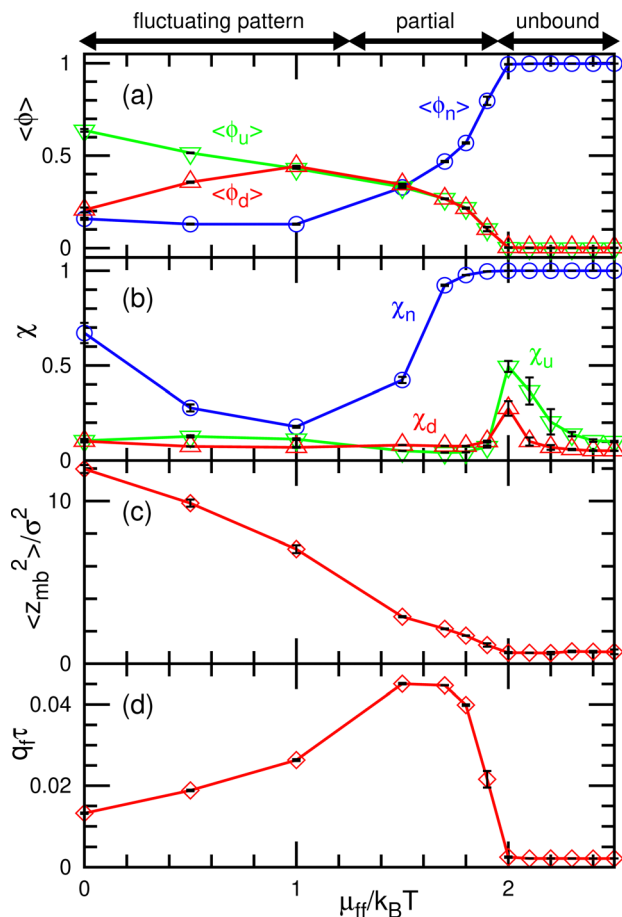 fluctuating pattern partial unbound
1
(a)
<ϕ>
<ϕn>
<ϕu>
0.5
<ϕd>
0
1
(b)
χ
χn
χu
0.5
χd
0
10
(c)
<zmb²>/σ²
0
(d)
0.04
qfτ
0.02
0
0 1 2
μff/kBT